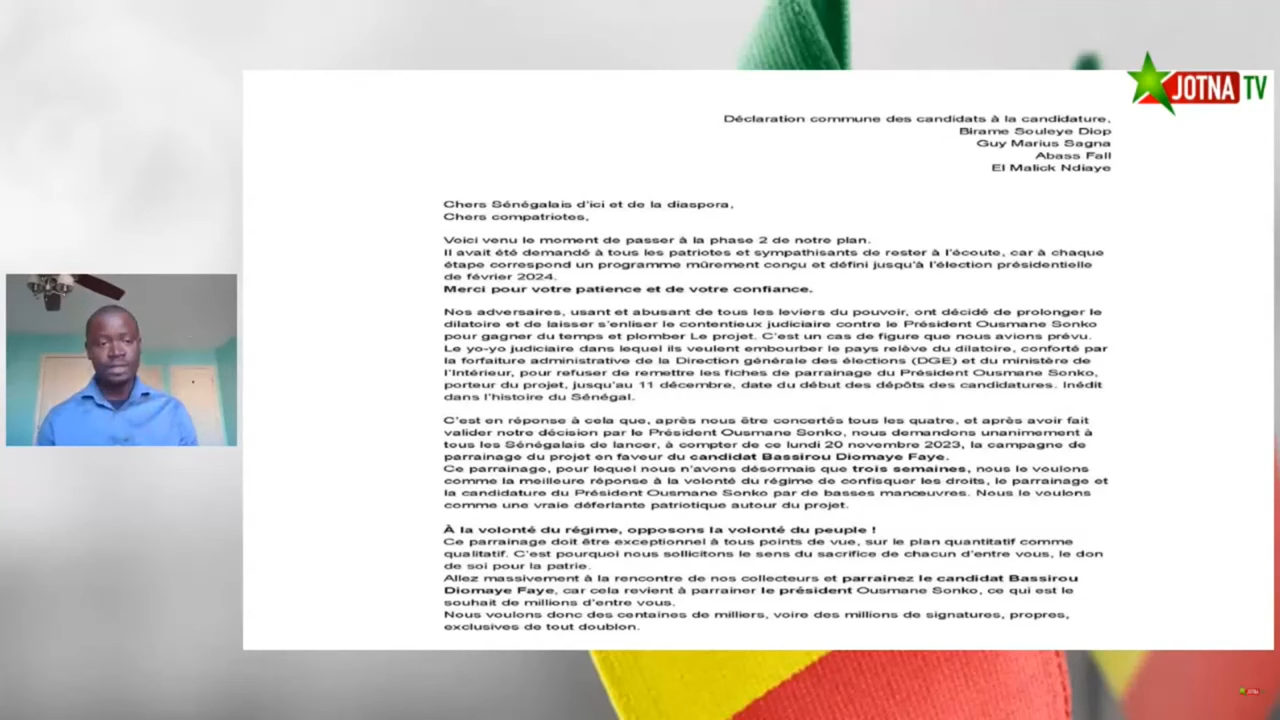 JOTNA TV
Déclaration commune des candidats à la candidature,
Birame Souleye Diop
Guy Marius Sagna
Abass Fall
El Malick Ndiaye
Chers Sénégalais d'ici et de la diaspora,
Chers compatriotes,
Voici venu le moment de passer à la phase 2 de notre plan.
Il avait été demandé à tous les patriotes et sympathisants de rester à l'écoute, car à chaque
étape correspond un programme mûrement conçu et défini jusqu'à l'élection présidentielle
de février 2024.
Merci pour votre patience et de votre confiance.
Nos adversaires, usant et abusant de tous les leviers du pouvoir, ont décidé de prolonger le
dilatoire et de laisser s'enliser le contentieux judiciaire contre le Président Ousmane Sonko
pour gagner du temps et plomber Le projet. C'est un cas de figure que nous avions prévu.
Le yo-yo judiciaire dans lequel ils veulent embourber le pays relève du dilatoire, conforté par
la forfaiture administrative de la Direction générale des élections (DGE) et du ministère de
l'Intérieur, pour refuser de remettre les fiches de parrainage du Président Ousmane Sonko,
porteur du projet, jusqu'au 11 décembre, date du début des dépôts des candidatures. Inédit
dans l'histoire du Sénégal.
C'est en réponse à cela que, après nous être concertés tous les quatre, et après avoir fait
valider notre décision par le Président Ousmane Sonko, nous demandons unanimement à
tous les Sénégalais de lancer, à compter de ce lundi 20 novembre 2023, la campagne de
parrainage du projet en faveur du candidat Bassirou Diomaye Faye.
Ce parrainage, pour lequel nous n'avons désormais que trois semaines, nous le voulons
comme la meilleure réponse à la volonté du régime de confisquer les droits, le parrainage et
la candidature du Président Ousmane Sonko par de basses manœuvres. Nous le voulons
comme une vraie déferlante patriotique autour du projet.
À la volonté du régime, opposons la volonté du peuple !
Ce parrainage doit être exceptionnel à tous points de vue, sur le plan quantitatif comme
qualitatif. C'est pourquoi nous sollicitons le sens du sacrifice de chacun d'entre vous, le don
de soi pour la patrie.
Allez massivement à la rencontre de nos collecteurs et parrainez le candidat Bassirou
Diomaye Faye, car cela revient à parrainer le président Ousmane Sonko, ce qui est le
souhait de millions d'entre vous.
Nous voulons donc des centaines de milliers, voire des millions de signatures, propres,
exclusives de tout doublon.
JOTNA